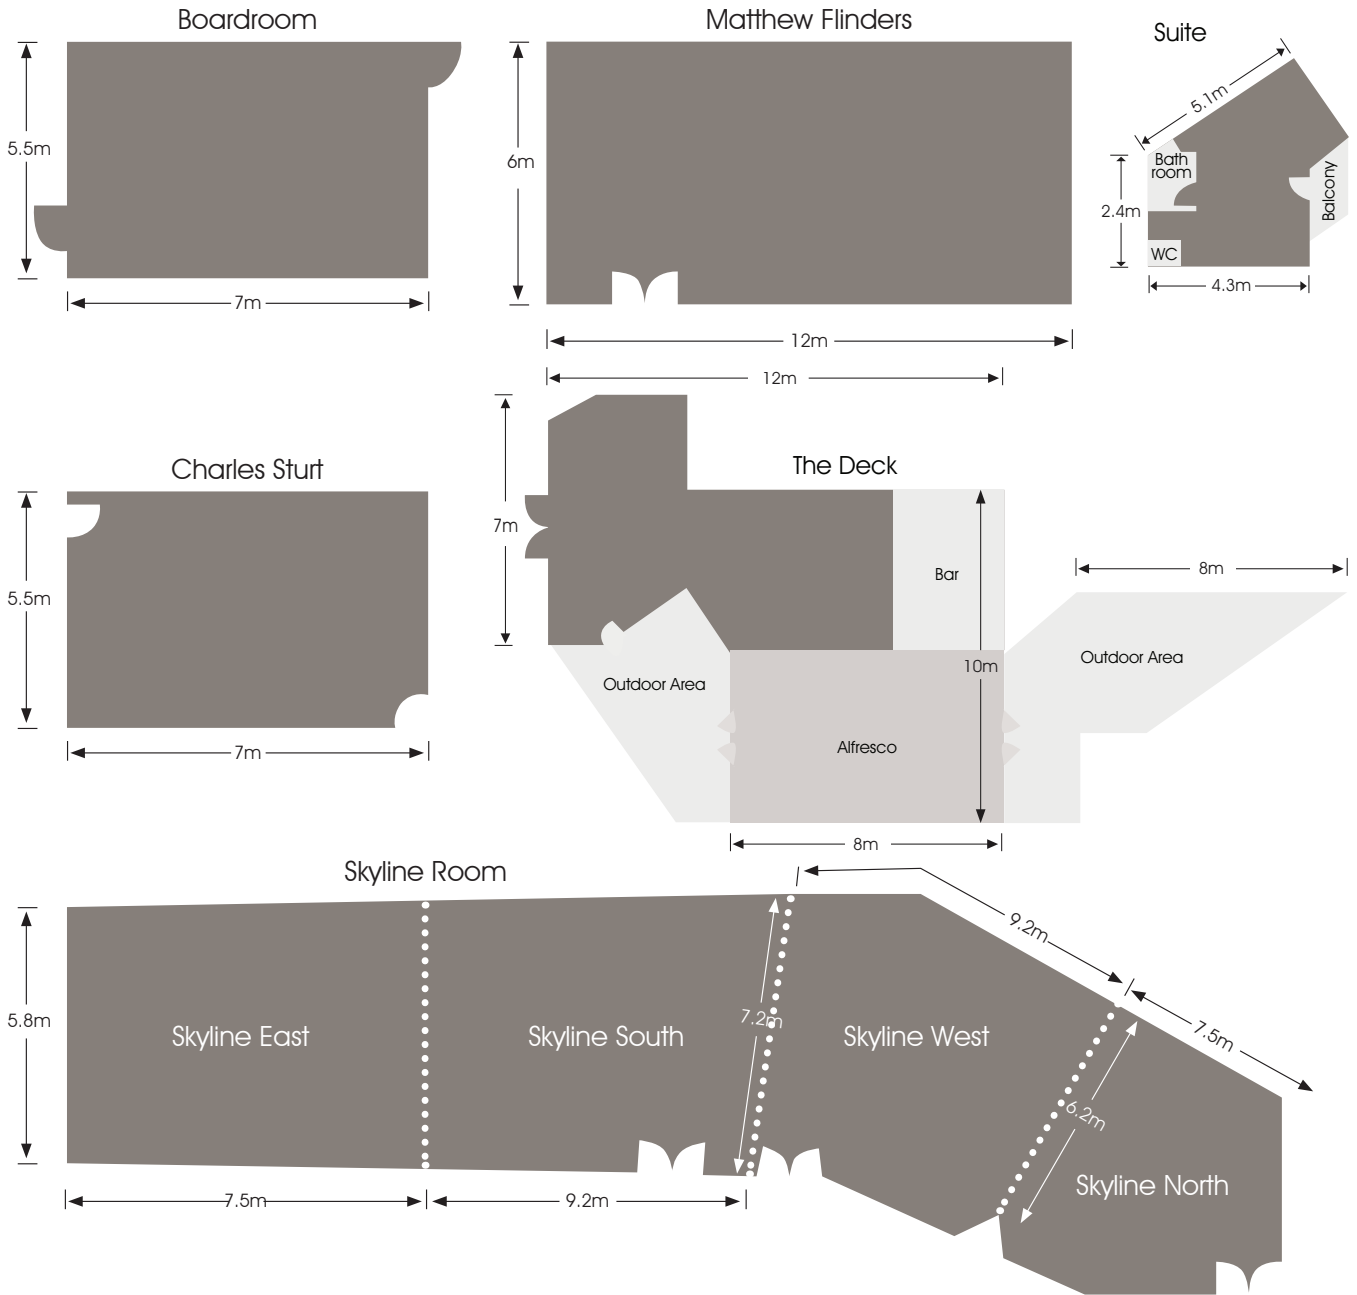 Boardroom
5.5m
7m
Matthew Flinders
6m
12m
Suite
5.1m
Bath
room
2.4m
Balcony
WC
4.3m
Charles Sturt
5.5m
7m
12m
The Deck
7m
Bar
10m
8m
Outdoor Area
Outdoor Area
Alfresco
8m
Skyline Room
5.8m
Skyline East
Skyline South
7.2m
Skyline West
9.2m
7.5m
6.2m
Skyline North
7.5m
9.2m